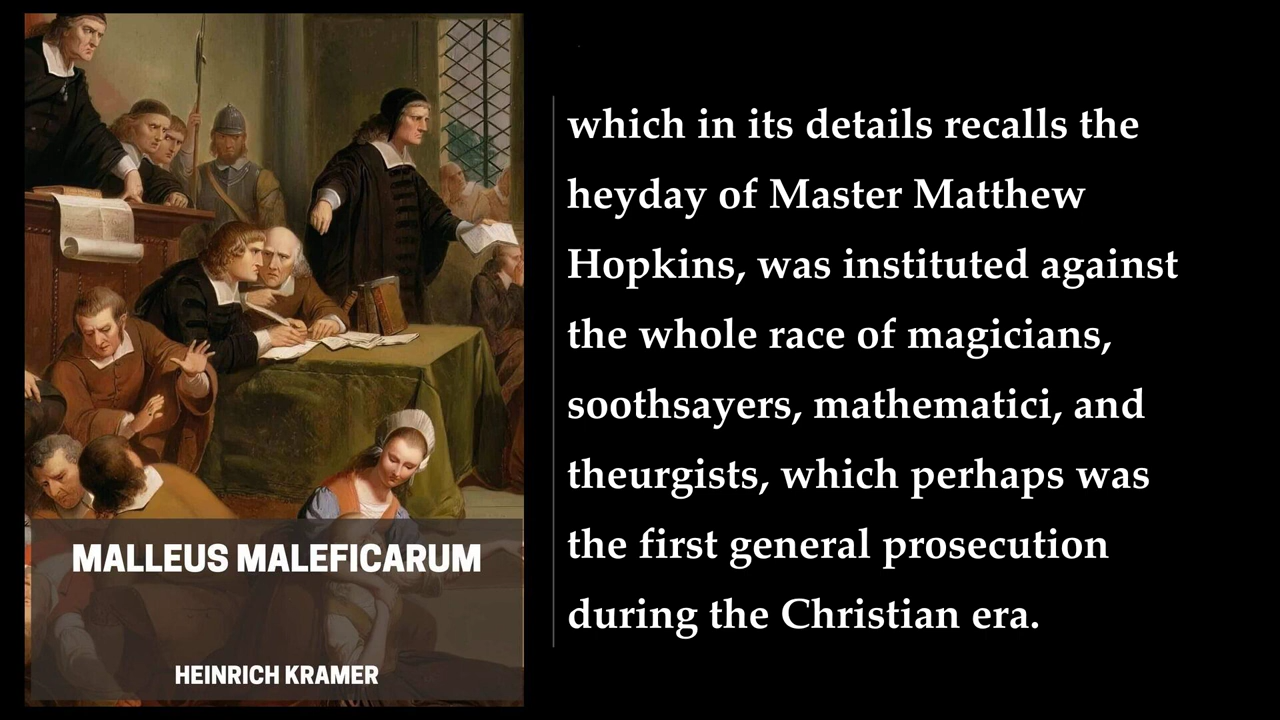 MALLEUS MALEFICARUM
HEINRICH KRAMER
which in its details recalls the
heyday of Master Matthew
Hopkins, was instituted against
the whole race of magicians,
soothsayers, mathematici, and
theurgists, which perhaps was
the first general prosecution
during the Christian era.